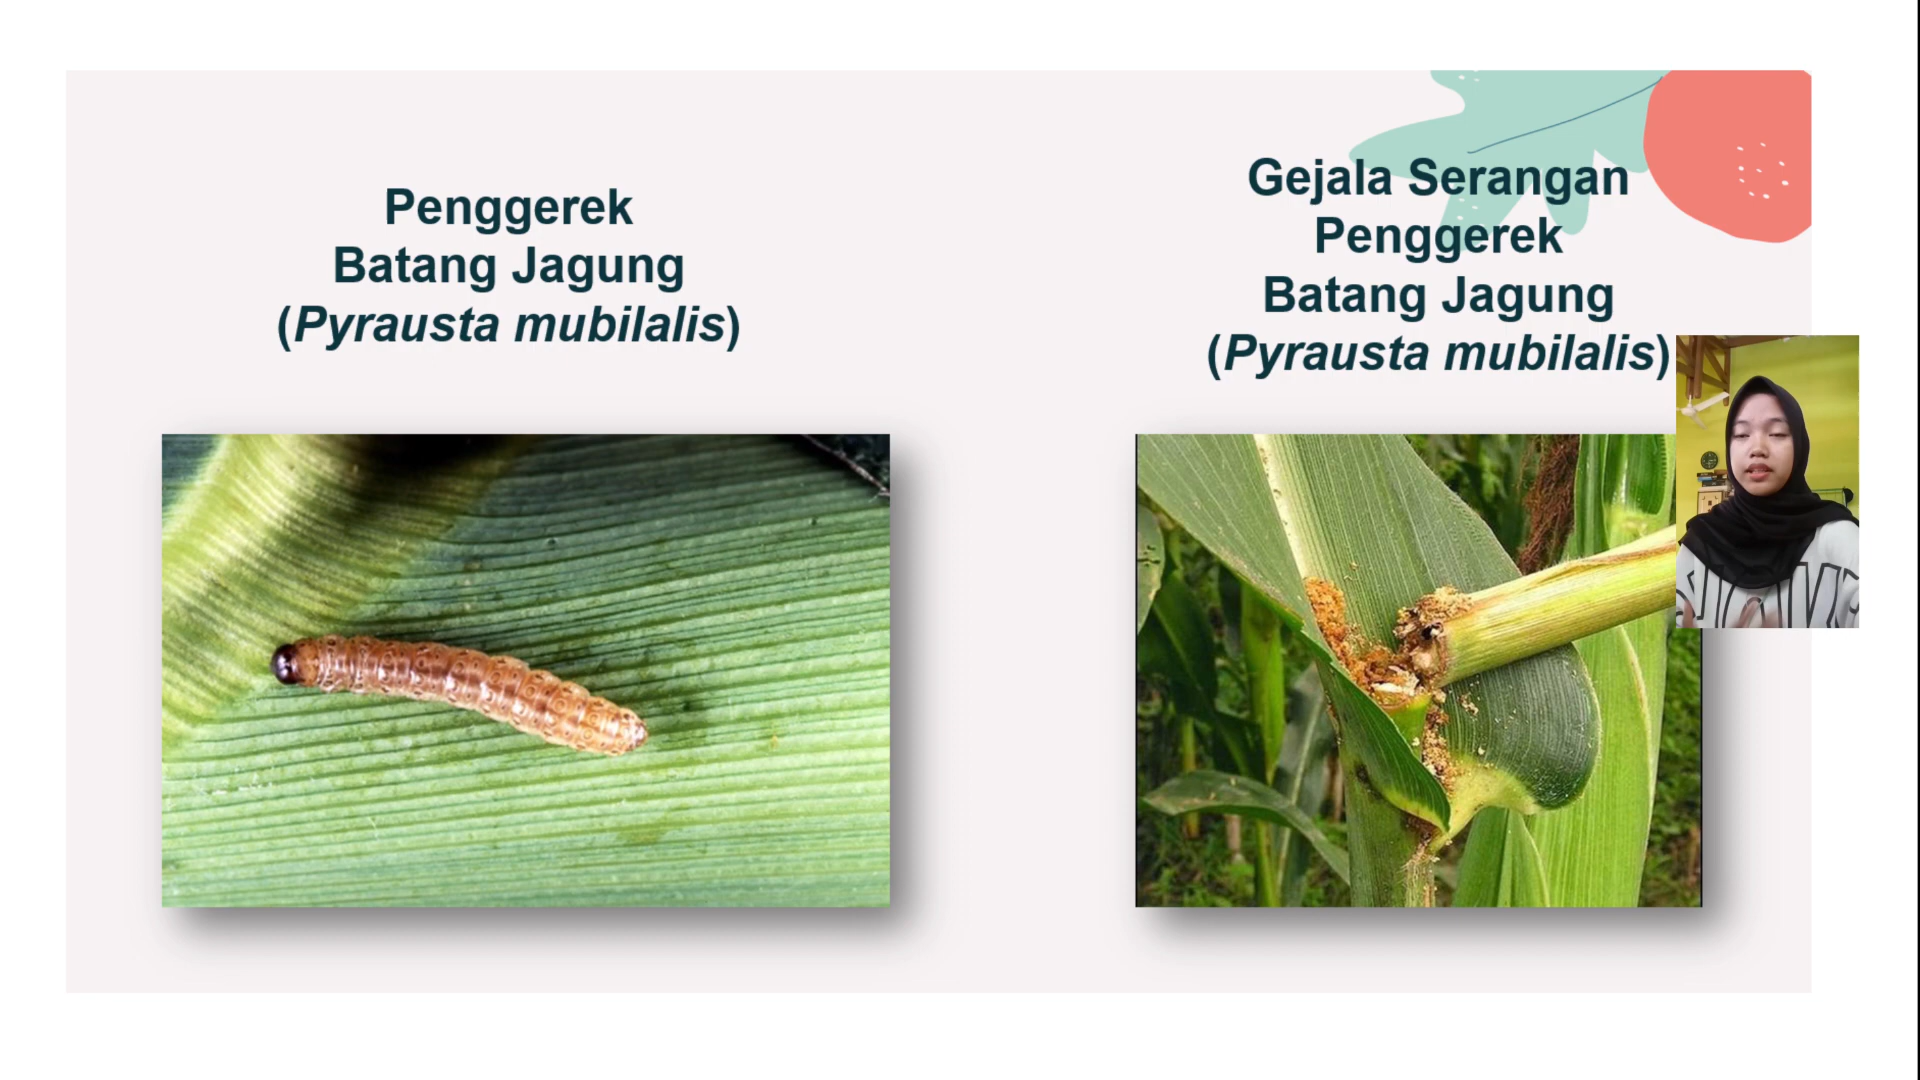 Penggerek
Batang Jagung
(Pyrausta mubilalis)
Gejala Serangan
Penggerek
Batang Jagung
(Pyrausta mubilalis)